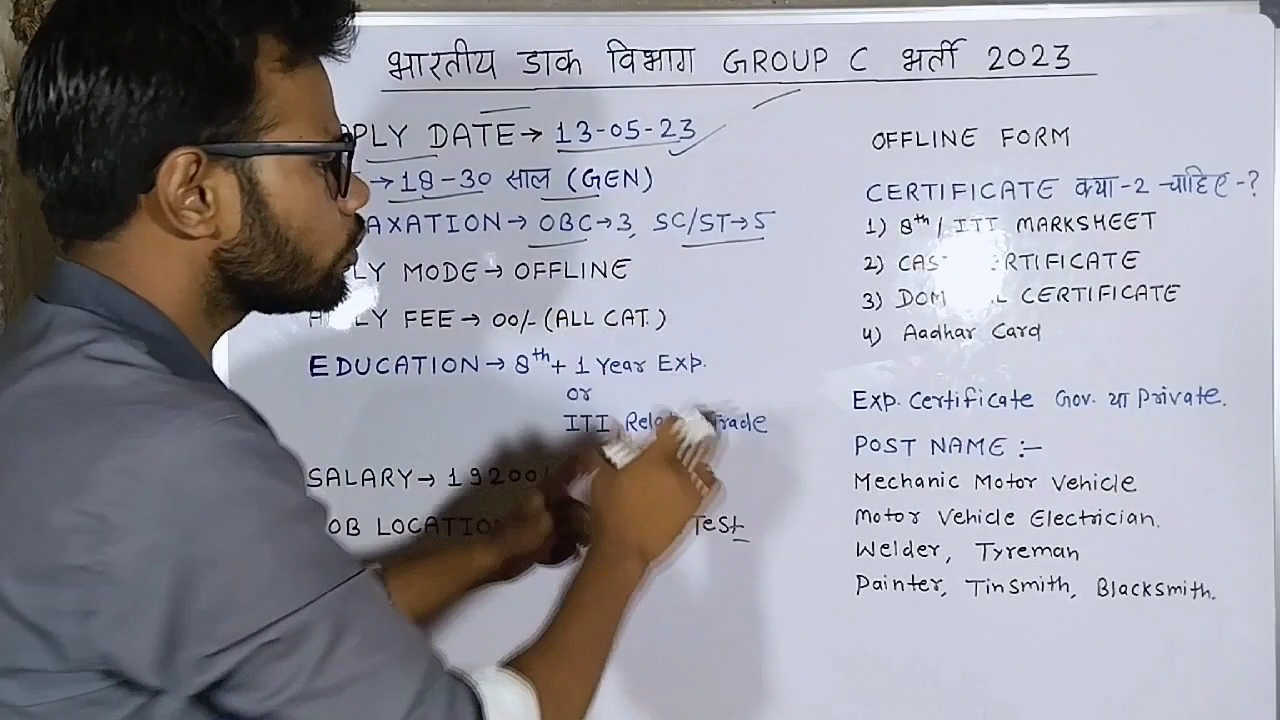 भारतीय डाक विभाग GROUP C भर्ती 2023
PLY DATE → 13-05-23
→ 18-30 साल (GEN)
AXATION → OBC→3, SC/ST→5
LY MODE → OFFLINE
LY FEE → 00/- (ALL CAT.)
EDUCATION → 8th + 1 Year Exp.
or
ITI Trade
SALARY → 19200
OB LOCATIO Test
OFFLINE FORM
CERTIFICATE क्या-2 चाहिए-?
1) 8th / ITI MARKSHEET
2) CAS RTIFICATE
3) DOM L CERTIFICATE
4) Aadhar Card
Exp. Certificate Gov. या Private.
POST NAME :-
Mechanic Motor Vehicle
Motor Vehicle Electrician.
Welder, Tyreman
Painter, Tinsmith, Blacksmith.